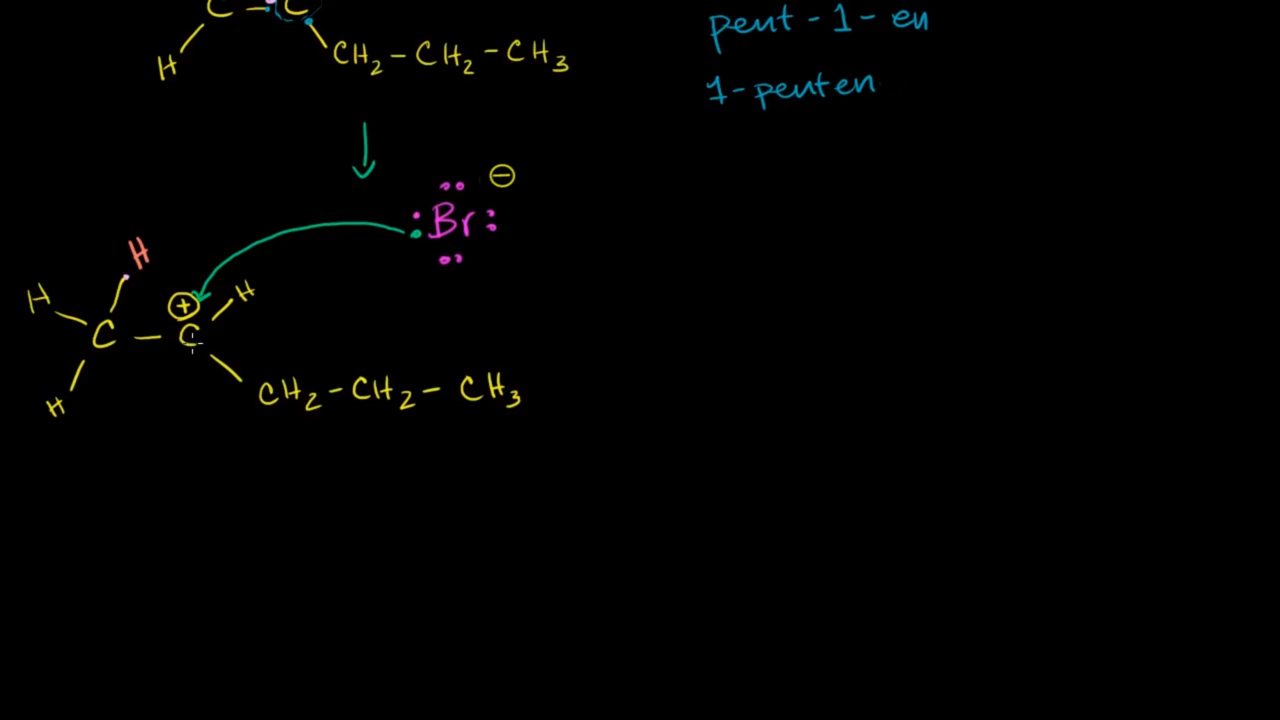 C – C
H
CH₂ – CH₂ – CH₃
pent - 1 - en
1 - penten
Br ⊖
H
H
⊕
H
C – C
H
CH₂ – CH₂ – CH₃